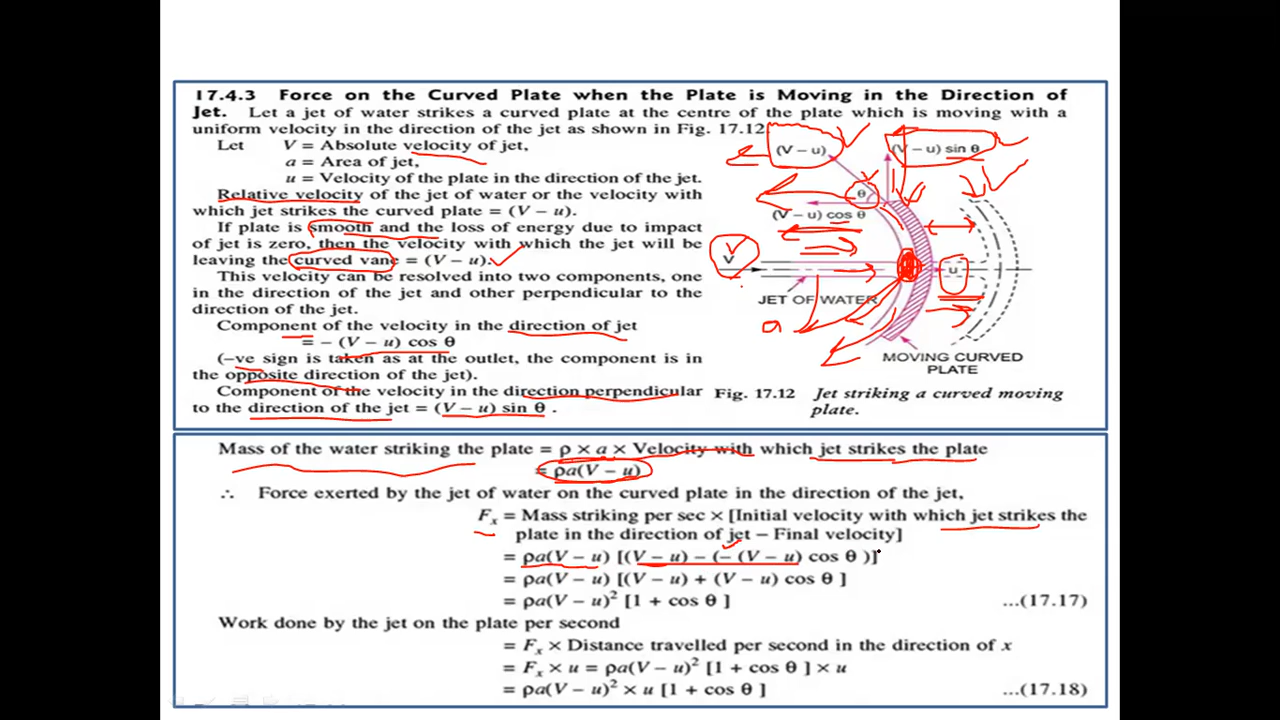 17.4.3 Force on the Curved Plate when the Plate is Moving in the Direction of
Jet. Let a jet of water strikes a curved plate at the centre of the plate which is moving with a
uniform velocity in the direction of the jet as shown in Fig. 17.12.
Let V = Absolute velocity of jet,
a = Area of jet,
u = Velocity of the plate in the direction of the jet.
Relative velocity of the jet of water or the velocity with
which jet strikes the curved plate = (V – u).
If plate is smooth and the loss of energy due to impact
of jet is zero, then the velocity with which the jet will be
leaving the curved vane = (V – u).
This velocity can be resolved into two components, one
in the direction of the jet and other perpendicular to the
direction of the jet.
Component of the velocity in the direction of jet
= – (V – u) cos θ
(–ve sign is taken as at the outlet, the component is in
the opposite direction of the jet).
Component of the velocity in the direction perpendicular
to the direction of the jet = (V – u) sin θ .
(V – u)
(V – u) sin θ
θ
(V – u) cos θ
V
V
u
JET OF WATER
a
MOVING CURVED
PLATE
Fig. 17.12 Jet striking a curved moving
plate.
Mass of the water striking the plate = ρ × a × Velocity with which jet strikes the plate
= ρa(V – u)
∴ Force exerted by the jet of water on the curved plate in the direction of the jet,
Fₓ = Mass striking per sec × [Initial velocity with which jet strikes the
plate in the direction of jet – Final velocity]
= ρa(V – u) [(V – u) – (– (V – u) cos θ )]
= ρa(V – u) [(V – u) + (V – u) cos θ ]
= ρa(V – u)² [1 + cos θ ] ...(17.17)
Work done by the jet on the plate per second
= Fₓ × Distance travelled per second in the direction of x
= Fₓ × u = ρa(V – u)² [1 + cos θ ] × u
= ρa(V – u)² × u [1 + cos θ ] ...(17.18)